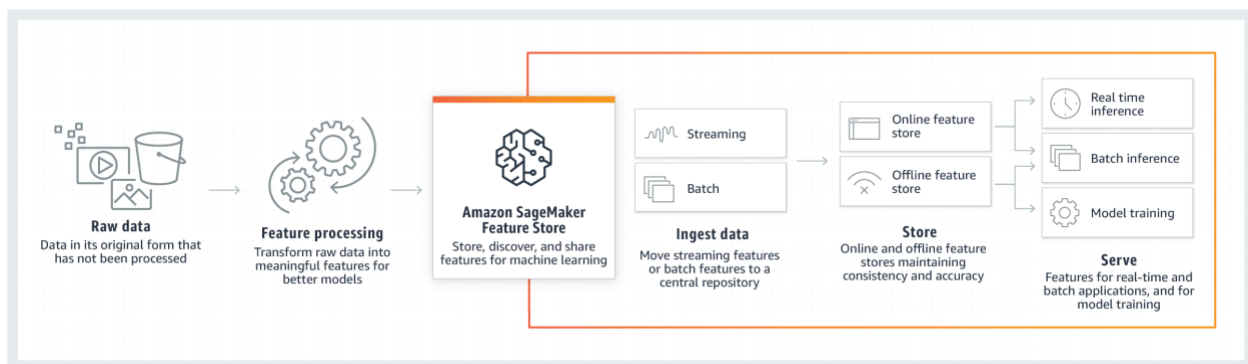 Raw data
Data in its original form that
has not been processed
Feature processing
Transform raw data into
meaningful features for
better models
Amazon SageMaker
Feature Store
Store, discover, and share
features for machine learning
Streaming
Batch
Ingest data
Move streaming features
or batch features to a
central repository
Online feature
store
Offline feature
store
Store
Online and offline feature
stores maintaining
consistency and accuracy
Real time
inference
Batch inference
Model training
Serve
Features for real-time and
batch applications, and for
model training